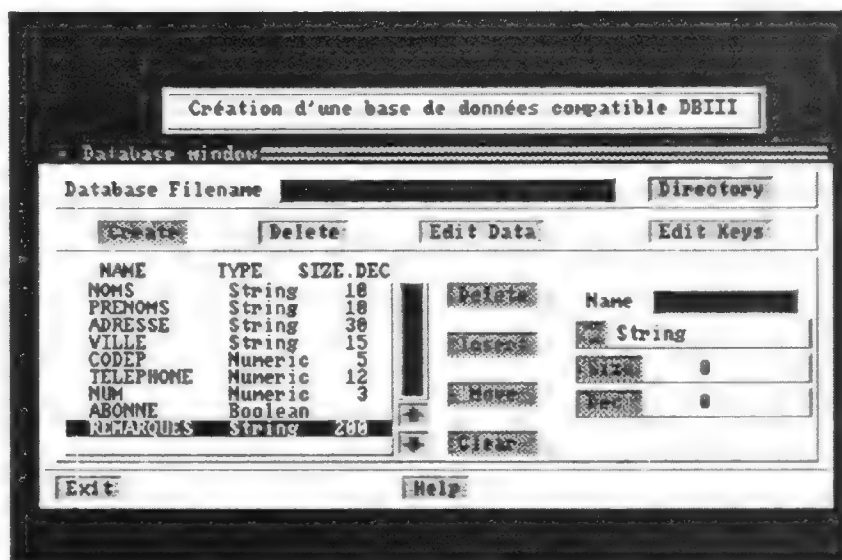 Création d'une base de données compatible DBIII
Database window
Database Filename Directory
Create Delete Edit Data Edit Keys
NAME TYPE SIZE.DEC
NOMS String 10
PRENOMS String 10
ADRESSE String 30
VILLE String 15
CODEP Numeric 5
TELEPHONE Numeric 12
NUM Numeric 3
ABONNE Boolean
REMARQUES String 200
Delete
Insert
Move
Clear
Name
String
0
0
Exit Help